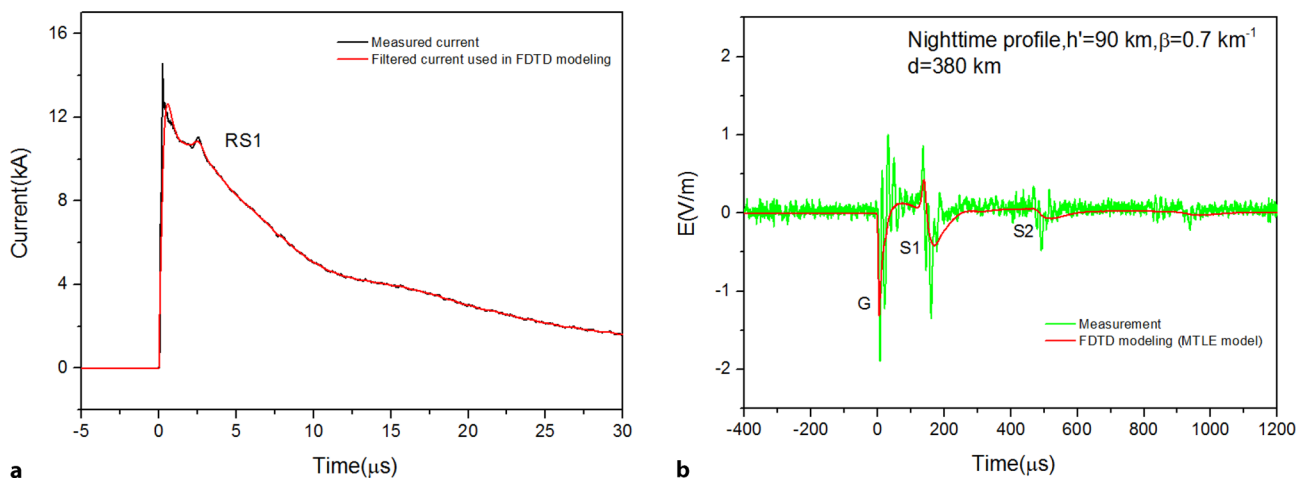 16
12
8
4
0
Current(kA)
Measured current
Filtered current used in FDTD modeling
RS1
-5 0 5 10 15 20 25 30
Time(μs)
a
2
1
0
-1
-2
E(V/m)
Nighttime profile,h'=90 km,β=0.7 km⁻¹
d=380 km
G
S1
S2
Measurement
FDTD modeling (MTLE model)
-400 -200 0 200 400 600 800 1000 1200
Time(μs)
b